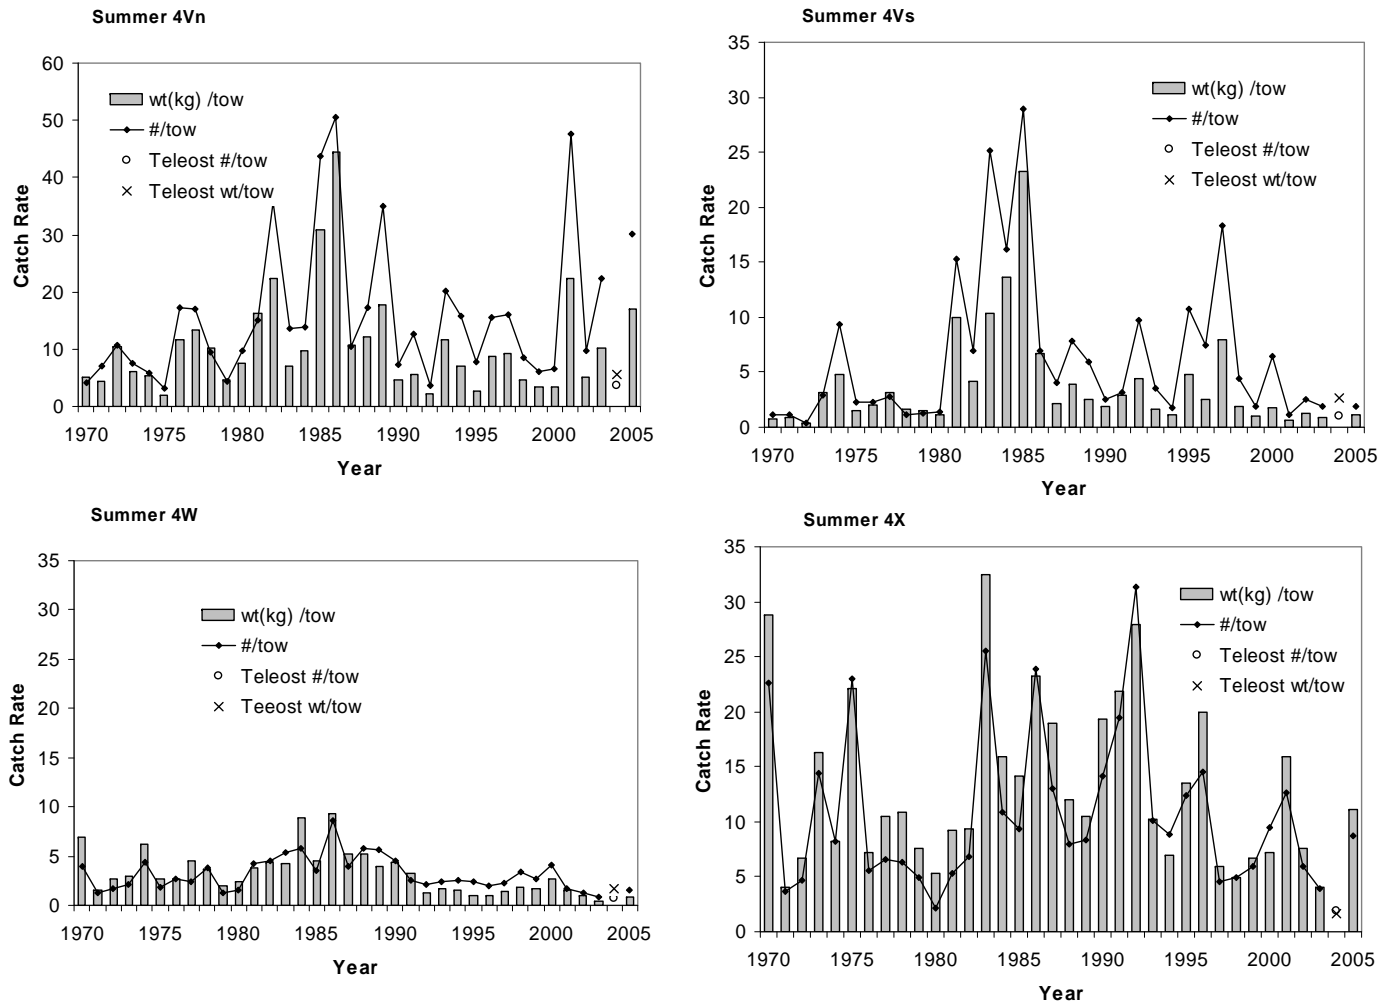 Summer 4Vn
60
50
40
30
20
10
0
Catch Rate
wt(kg) /tow
#/tow
Teleost #/tow
Teleost wt/tow
1970 1975 1980 1985 1990 1995 2000 2005
Year
Summer 4Vs
35
30
25
20
15
10
5
0
Catch Rate
wt(kg) /tow
#/tow
Teleost #/tow
Teleost wt/tow
1970 1975 1980 1985 1990 1995 2000 2005
Year
Summer 4W
35
30
25
20
15
10
5
0
Catch Rate
wt(kg) /tow
#/tow
Teleost #/tow
Teeost wt/tow
1970 1975 1980 1985 1990 1995 2000 2005
Year
Summer 4X
35
30
25
20
15
10
5
0
Catch Rate
wt(kg) /tow
#/tow
Teleost #/tow
Teleost wt/tow
1970 1975 1980 1985 1990 1995 2000 2005
Year